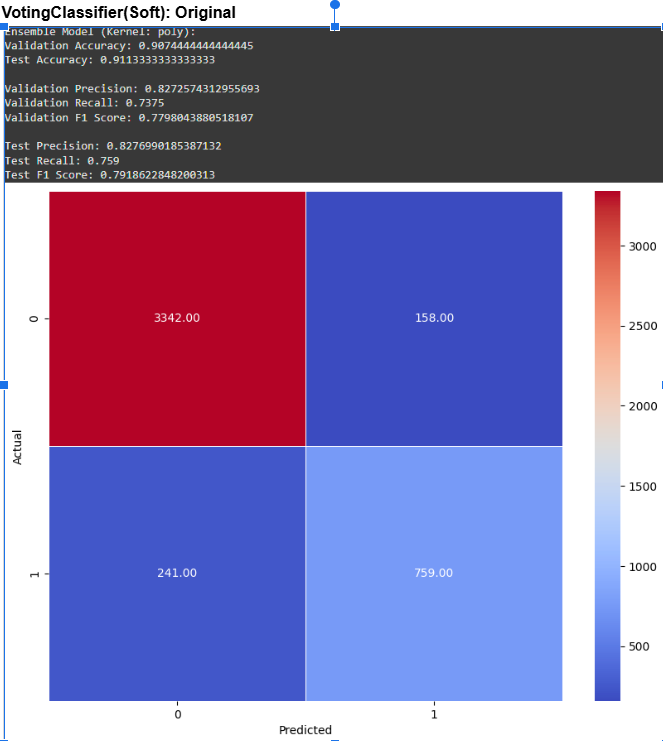 VotingClassifier(Soft): Original
Ensemble Model (Kernel: poly):
Validation Accuracy: 0.9074444444444445
Test Accuracy: 0.9113333333333333
Validation Precision: 0.8272574312955693
Validation Recall: 0.7375
Validation F1 Score: 0.7798043880518107
Test Precision: 0.8276990185387132
Test Recall: 0.759
Test F1 Score: 0.7918622848200313
3342.00
158.00
241.00
759.00
0
1
Actual
0
1
Predicted
3000
2500
2000
1500
1000
500